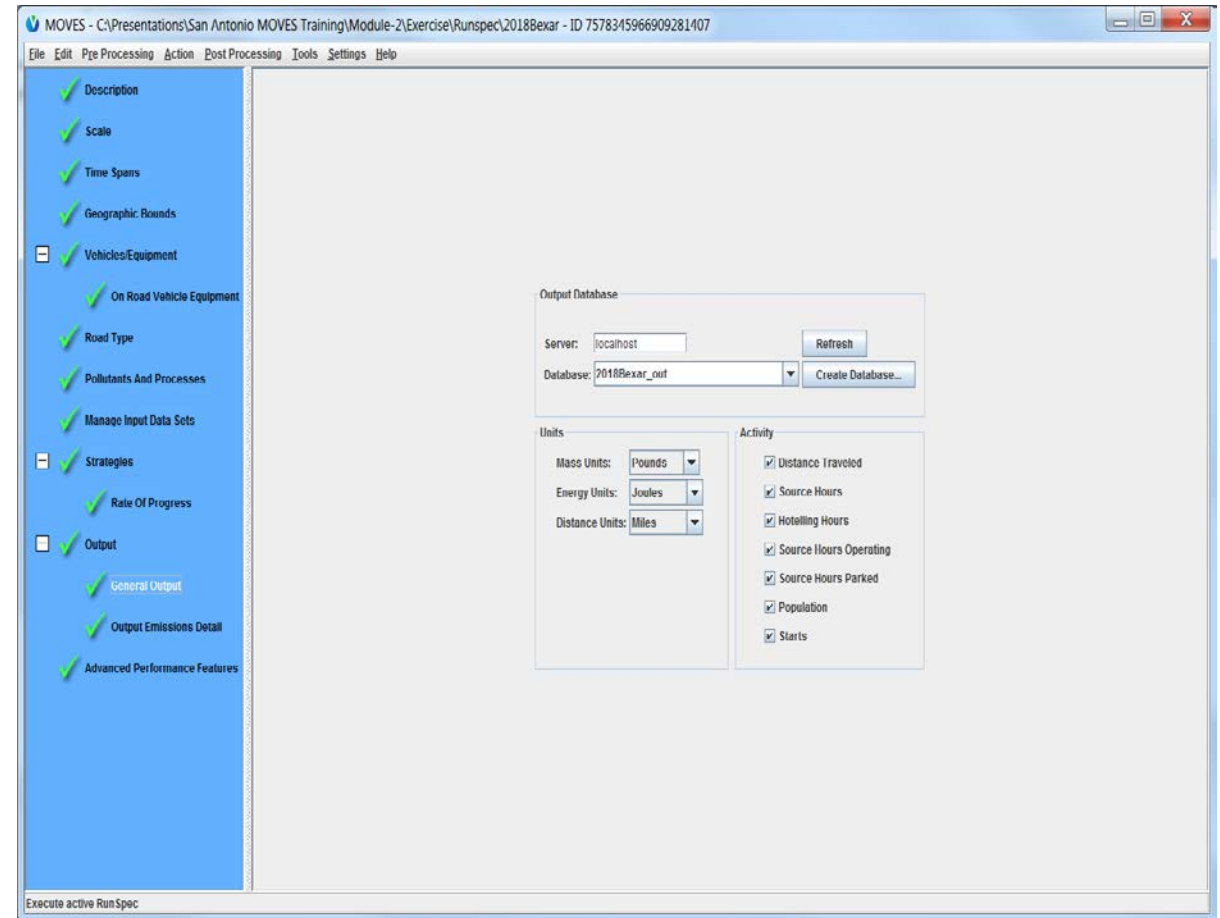 MOVES - C:\Presentations\San Antonio MOVES Training\Module-2\Exercise\Runspec\2018Bexar - ID 7578345966909281407
File Edit Pre Processing Action Post Processing Tools Settings Help
Description
Scale
Time Spans
Geographic Bounds
Vehicles/Equipment
On Road Vehicle Equipment
Road Type
Pollutants And Processes
Manage Input Data Sets
Strategies
Rate Of Progress
Output
General Output
Output Emissions Detail
Advanced Performance Features
Output Database
Server: localhost Refresh
Database: 2018Bexar_out Create Database...
Units
Mass Units: Pounds
Energy Units: Joules
Distance Units: Miles
Activity
Distance Traveled
Source Hours
Hotelling Hours
Source Hours Operating
Source Hours Parked
Population
Starts
Execute active RunSpec